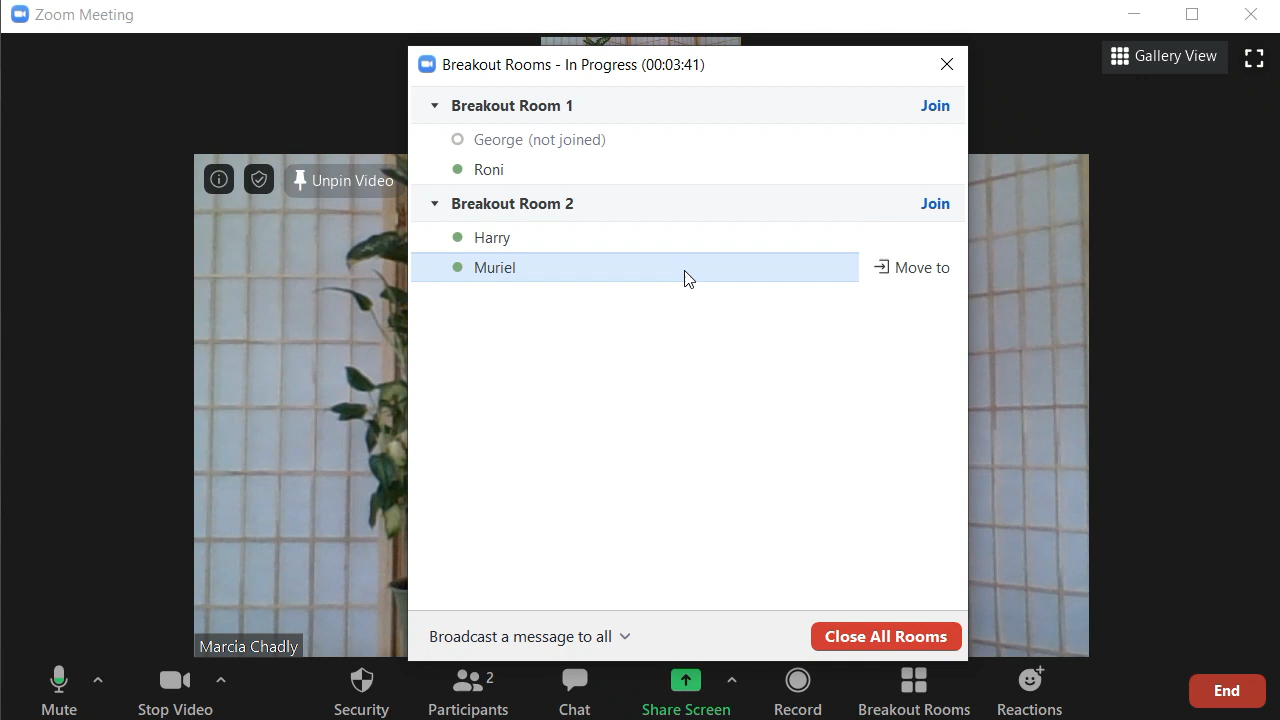 Zoom Meeting
Breakout Rooms - In Progress (00:03:41)
Gallery View
Breakout Room 1
Join
George (not joined)
Roni
Unpin Video
Breakout Room 2
Join
Harry
Muriel
Move to
Broadcast a message to all
Close All Rooms
Marcia Chadly
Mute
Stop Video
Security
Participants
2
Chat
Share Screen
Record
Breakout Rooms
Reactions
End